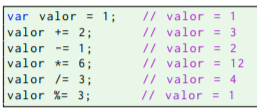 var valor = 1;    // valor = 1
valor += 2;       // valor = 3
valor -= 1;       // valor = 2
valor *= 6;       // valor = 12
valor /= 3;       // valor = 4
valor %= 3;       // valor = 1